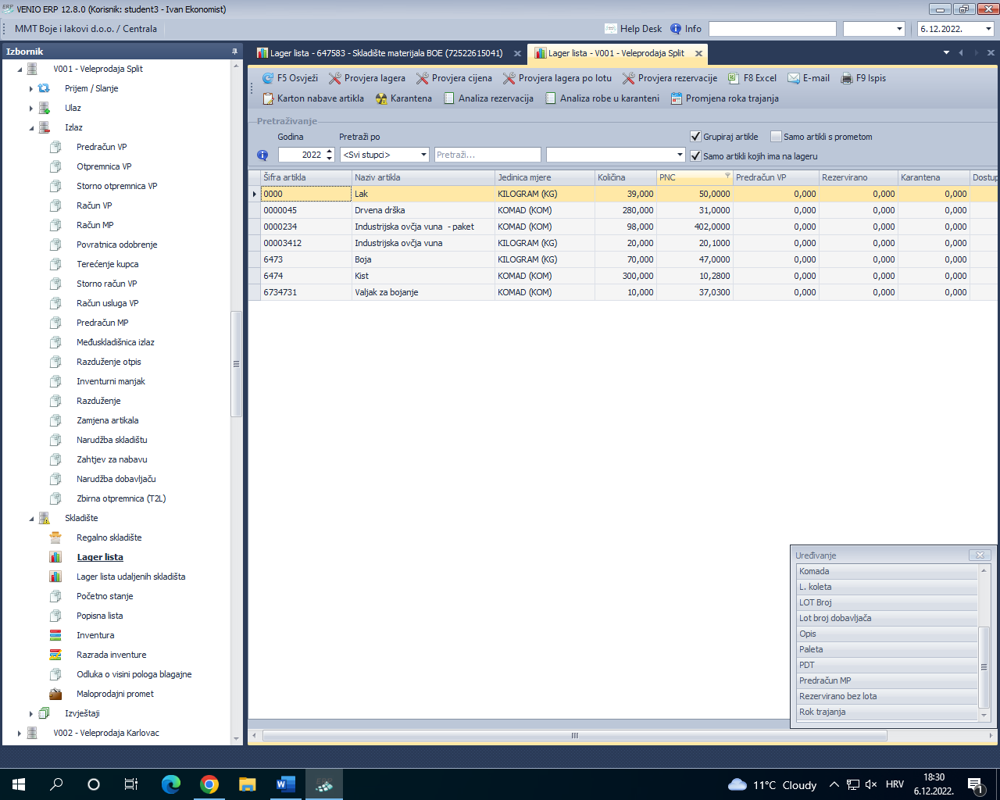 VENIO ERP 12.8.0 (Korisnik: student3 - Ivan Ekonomist)
MMT Boje i lakovi d.o.o. / Centrala
Help Desk
Info
6.12.2022.
Izbornik
V001 - Veleprodaja Split
Prijem / Slanje
Ulaz
Izlaz
Predračun VP
Otpremnica VP
Storno otpremnica VP
Račun VP
Račun MP
Povratnica odobrenje
Terećenje kupca
Storno račun VP
Račun usluga VP
Predračun MP
Međuskladišnica izlaz
Razduženje otpis
Inventurni manjak
Razduženje
Zamjena artikala
Narudžba skladištu
Zahtjev za nabavu
Narudžba dobavljaču
Zbirna otpremnica (T2L)
Skladište
Regalno skladište
Lager lista
Lager lista udaljenih skladišta
Početno stanje
Popisna lista
Inventura
Razrada inventure
Odluka o visini pologa blagajne
Maloprodajni promet
Izvještaji
V002 - Veleprodaja Karlovac
Lager lista - 647583 - Skladište materijala BOE (72522615041)
Lager lista - V001 - Veleprodaja Split
F5 Osvježi Provjera lagera Provjera cijena Provjera lagera po lotu Provjera rezervacije F8 Excel E-mail F9 Ispis
Karton nabave artikla Karantena Analiza rezervacija Analiza robe u karanteni Promjena roka trajanja
Pretraživanje
Godina Pretraži po Grupiraj artikle Samo artikli s prometom
2022 <Svi stupci> Pretraži... Samo artikli kojih ima na lageru
Šifra artikla Naziv artikla Jedinica mjere Količina PNC Predračun VP Rezervirano Karantena Dostup
0000 Lak KILOGRAM (KG) 39,000 50,0000 0,000 0,000 0,000
0000045 Drvena drška KOMAD (KOM) 280,000 31,0000 0,000 0,000 0,000
0000234 Industrijska ovčja vuna - paket KOMAD (KOM) 98,000 402,0000 0,000 0,000 0,000
00003412 Industrijska ovčja vuna KILOGRAM (KG) 20,000 20,1000 0,000 0,000 0,000
6473 Boja KILOGRAM (KG) 70,000 47,0000 0,000 0,000 0,000
6474 Kist KOMAD (KOM) 300,000 10,2800 0,000 0,000 0,000
6734731 Valjak za bojanje KOMAD (KOM) 10,000 37,0300 0,000 0,000 0,000
Uređivanje
Komada
L. koleta
LOT Broj
Lot broj dobavljača
Opis
Paleta
PDT
Predračun MP
Rezervirano bez lota
Rok trajanja
11°C Cloudy
HRV
18:30
6.12.2022.
1